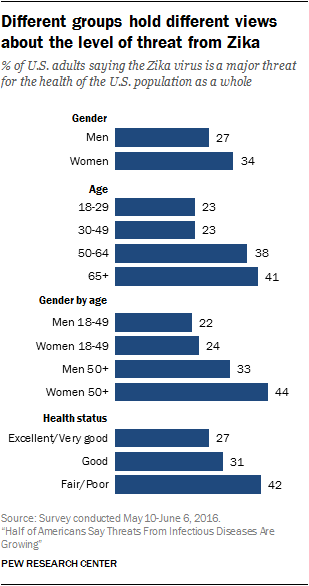 Different groups hold different views
about the level of threat from Zika
% of U.S. adults saying the Zika virus is a major threat
for the health of the U.S. population as a whole
Gender
Men 27
Women 34
Age
18-29 23
30-49 23
50-64 38
65+ 41
Gender by age
Men 18-49 22
Women 18-49 24
Men 50+ 33
Women 50+ 44
Health status
Excellent/Very good 27
Good 31
Fair/Poor 42
Source: Survey conducted May 10-June 6, 2016.
"Half of Americans Say Threats From Infectious Diseases Are
Growing"
PEW RESEARCH CENTER